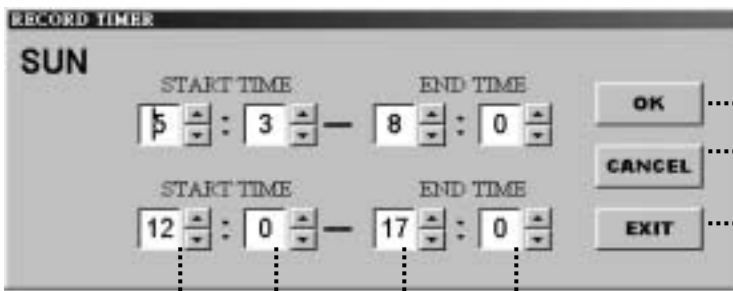 RECORD TIMER
SUN
START TIME END TIME
5 : 3 — 8 : 0 OK
CANCEL
START TIME END TIME
12 : 0 — 17 : 0 EXIT